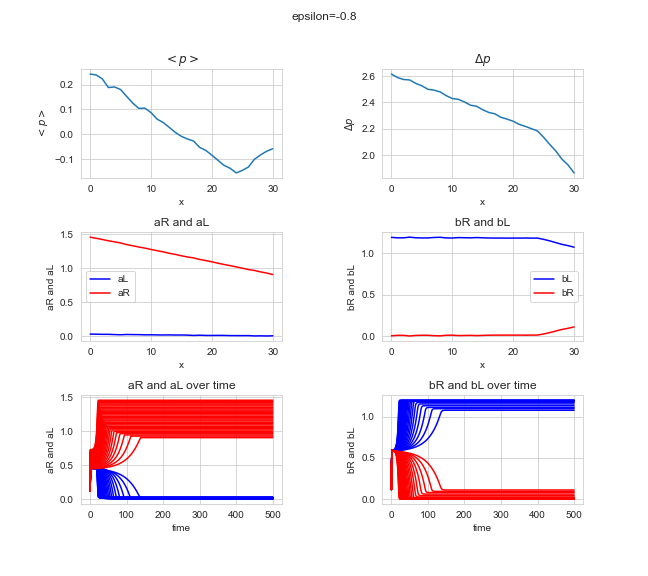 epsilon=-0.8
< p >
Δp
0.2
0.1
0.0
−0.1
< p >
0 10 20 30
x
2.6
2.4
2.2
2.0
Δp
0 10 20 30
x
aR and aL
bR and bL
1.5
1.0
0.5
0.0
aR and aL
aL
aR
0 10 20 30
x
1.0
0.5
0.0
bR and bL
bL
bR
0 10 20 30
x
aR and aL over time
bR and bL over time
1.5
1.0
0.5
0.0
aR and aL
0 100 200 300 400 500
time
1.0
0.5
0.0
bR and bL
0 100 200 300 400 500
time